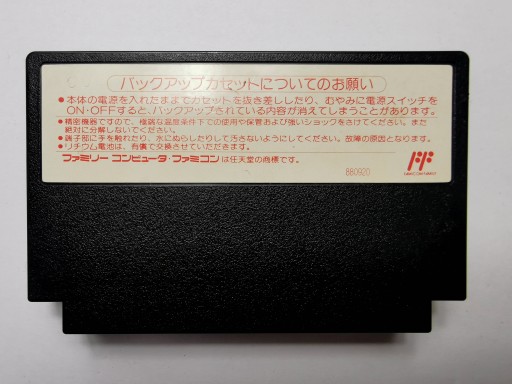 バックアップカセットについてのお願い
●本体の電源を入れたままでカセットを抜き差ししたり、むやみに電源スイッチを
ON・OFFすると、バックアップされている内容が消えてしまうことがあります。
●精密機器ですので、極端な温度条件下での使用や保管および強いショックをさけてください。また
絶対に分解しないでください。
●端子部に手を触れたり、水にぬらしたりして汚さないようにしてください。故障の原因となります。
●リチウム電池は、有償で交換させていただきます。
ファミリー コンピュータ・ファミコンは任天堂の商標です。
880920